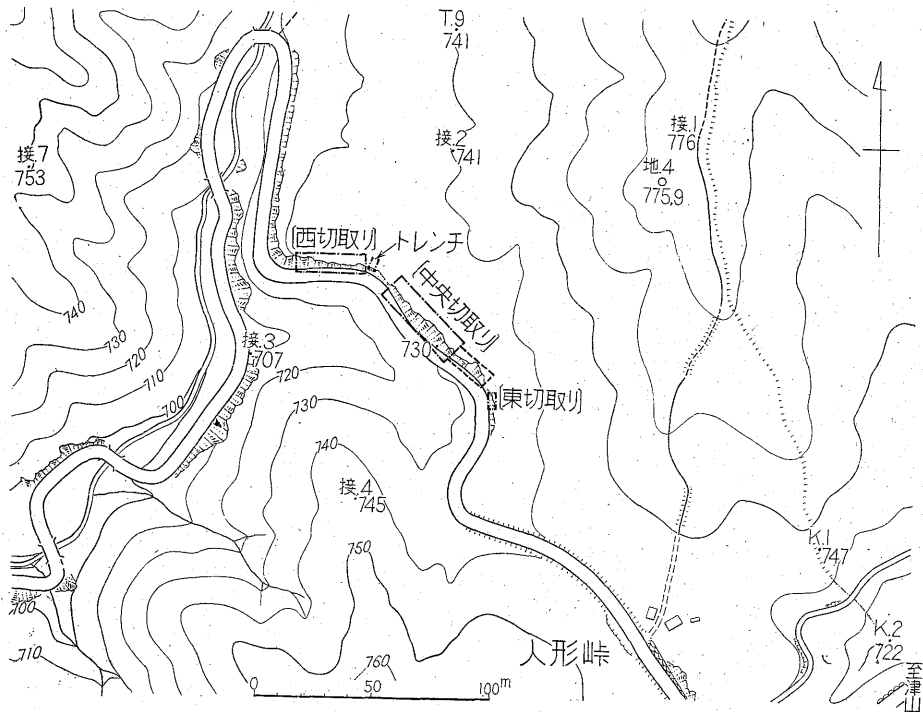 T.9
741
接.1
776
接.2
741
地.4
775.9
接.7
753
[西切取り]
トレンチ
[中央切取り]
740
730
720
710
700
接.3
707
720
730
740
730
[東切取り]
接.4
745
750
760
K.1
747
K.2
722
700
710
人形峠
至津山
0 50 100m